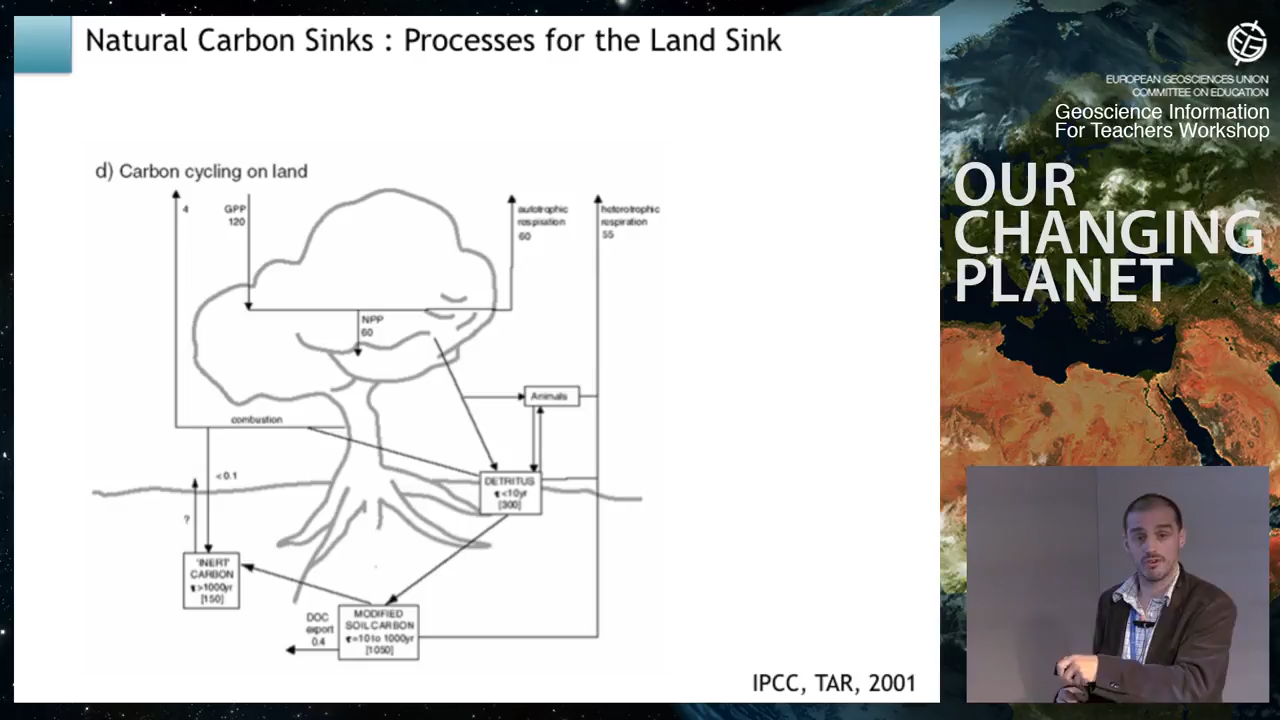 Natural Carbon Sinks : Processes for the Land Sink
d) Carbon cycling on land
4
GPP
120
autotrophic
respiration
60
heterotrophic
respiration
55
NPP
60
Animals
combustion
<0.1
DETRITUS
τ<10yr
[300]
?
'INERT'
CARBON
τ>1000yr
[150]
DOC
export
0.4
MODIFIED
SOIL CARBON
τ=10 to 1000yr
[1050]
IPCC, TAR, 2001
EUROPEAN GEOSCIENCES UNION
COMMITTEE ON EDUCATION
Geoscience Information
For Teachers Workshop
OUR
CHANGING
PLANET